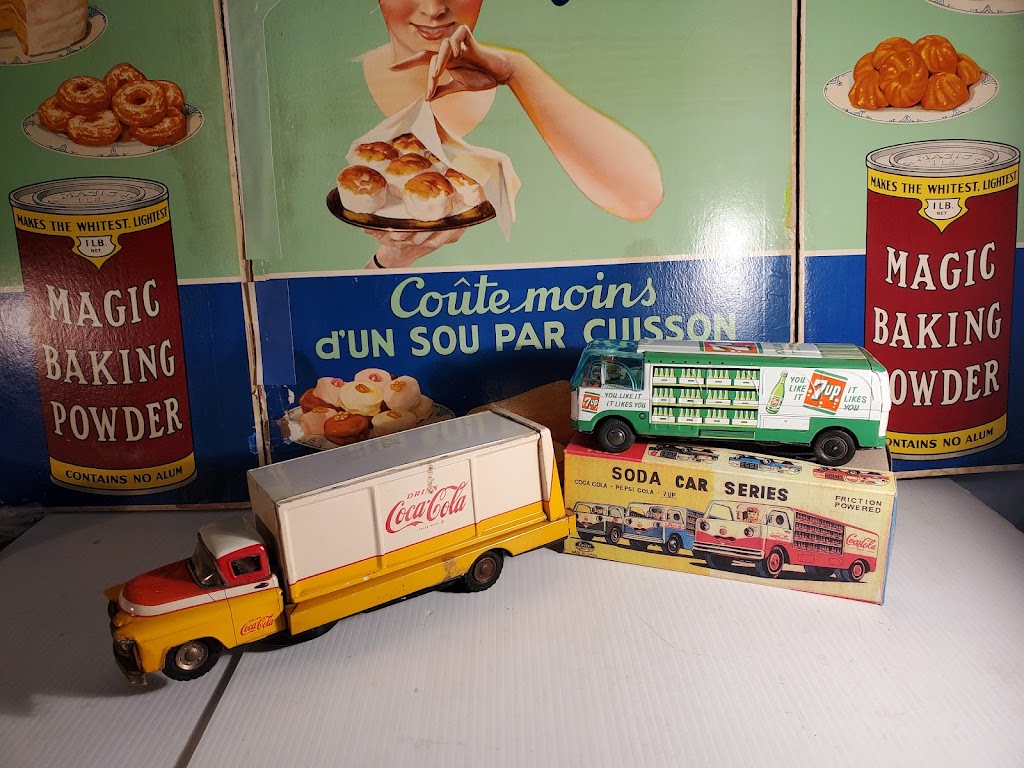 MAKES THE WHITEST, LIGHTEST
1 LB.
NET
MAGIC
BAKING
POWDER
CONTAINS NO ALUM
Coûte moins
d'UN SOU PAR CUISSON
MAKES THE WHITEST, LIGHTEST
1 LB.
NET
MAGIC
BAKING
POWDER
CONTAINS NO ALUM
7up
YOU LIKE IT
IT LIKES YOU
YOU
LIKE
IT
7up
IT
LIKES
YOU
SODA CAR SERIES
COCA COLA - PEPSI COLA - 7UP
FRICTION
POWERED
Coca-Cola
DRINK
Coca-Cola
Coca-Cola